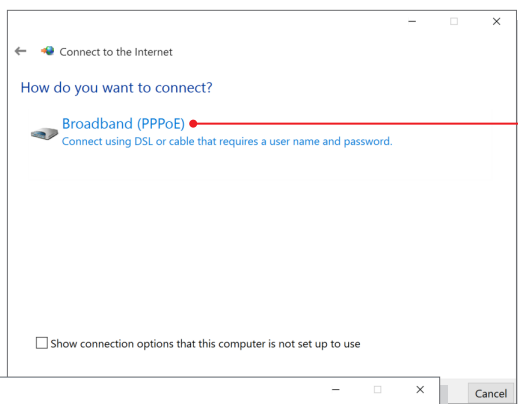 Connect to the Internet
How do you want to connect?
Broadband (PPPoE)
Connect using DSL or cable that requires a user name and password.
Show connection options that this computer is not set up to use
Cancel